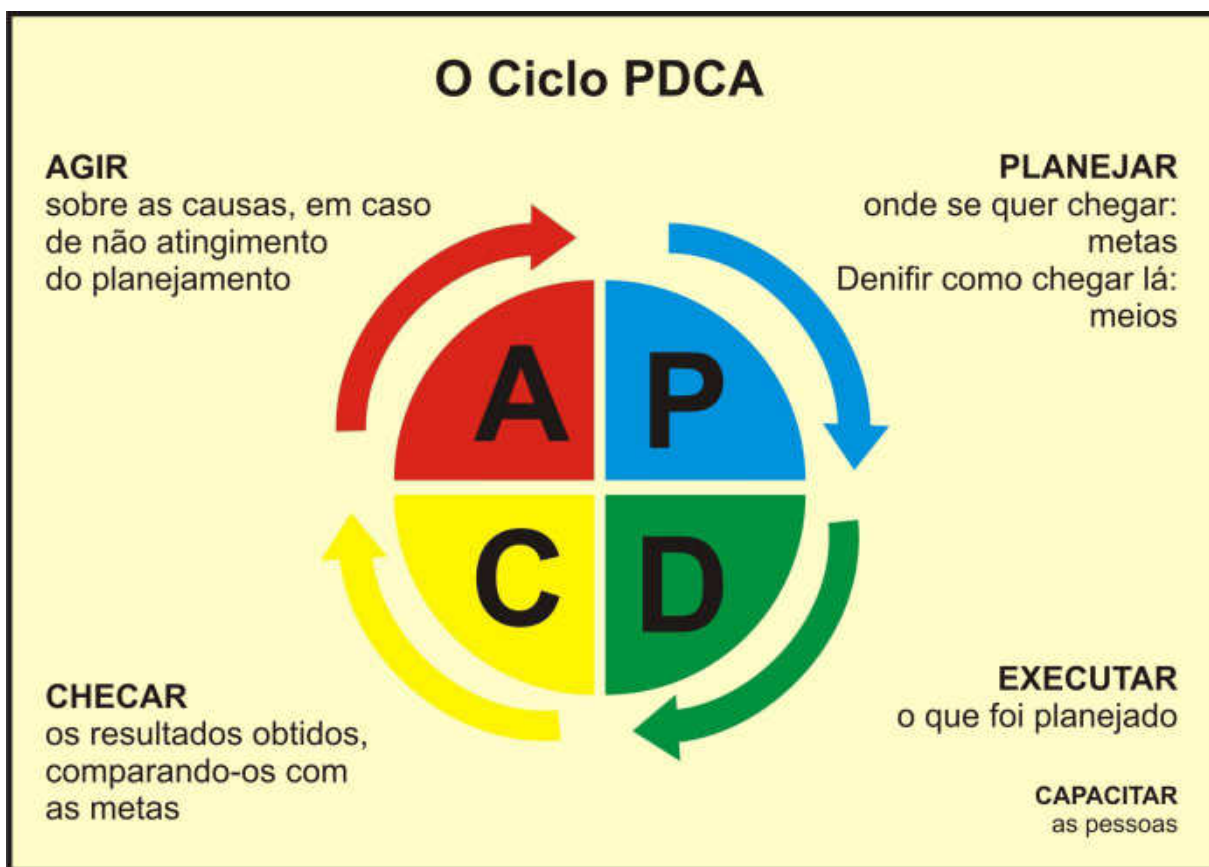 O Ciclo PDCA
AGIR
sobre as causas, em caso
de não atingimento
do planejamento
PLANEJAR
onde se quer chegar:
metas
Denifir como chegar lá:
meios
A
P
C
D
CHECAR
os resultados obtidos,
comparando-os com
as metas
EXECUTAR
o que foi planejado
CAPACITAR
as pessoas